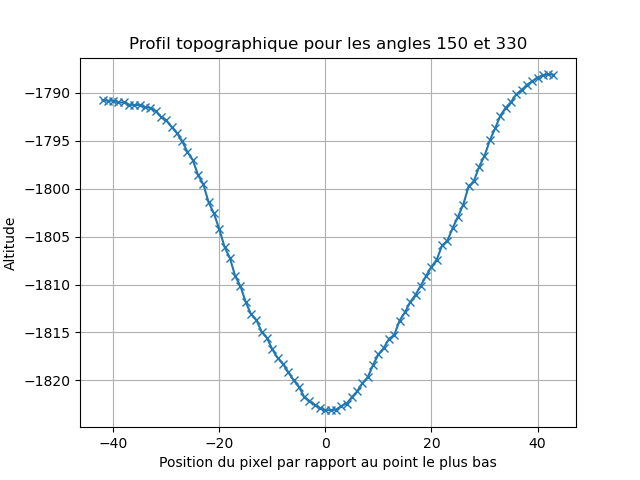 Profil topographique pour les angles 150 et 330
−1790
−1795
−1800
−1805
−1810
−1815
−1820
Altitude
−40 −20 0 20 40
Position du pixel par rapport au point le plus bas